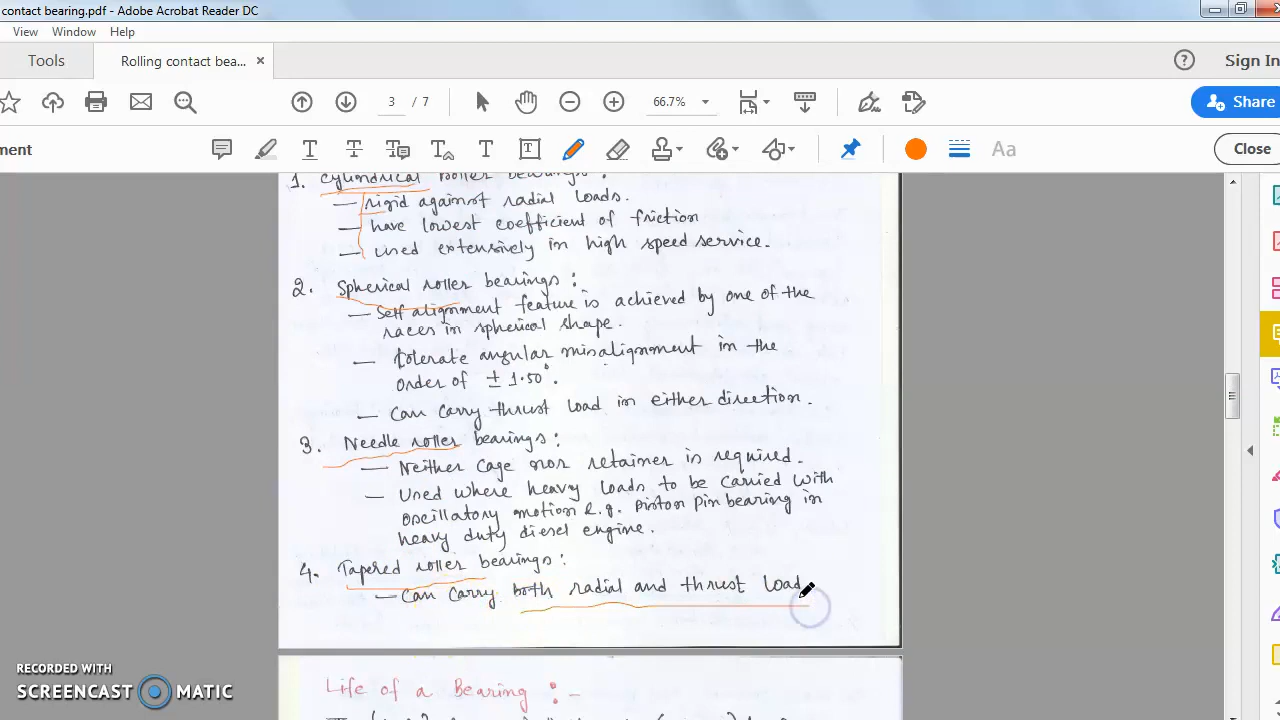 contact bearing.pdf - Adobe Acrobat Reader DC
View Window Help
Tools Rolling contact bea... × Sign In
3 / 7 66.7% Share
ment Aa Close
1. Cylindrical roller bearings :
— rigid against radial loads.
— have lowest coefficient of friction
— used extensively in high speed service.
2. Spherical roller bearings :
— Self alignment feature is achieved by one of the
races in spherical shape.
— tolerate angular misalignment in the
order of ± 1.50°.
— Can carry thrust load in either direction.
3. Needle roller bearings :
— Neither cage nor retainer is required.
— Used where heavy loads to be carried with
oscillatory motion e.g. piston pin bearing in
heavy duty diesel engine.
4. Tapered roller bearings :
— Can carry both radial and thrust load
Life of a Bearing : -
RECORDED WITH
SCREENCAST MATIC